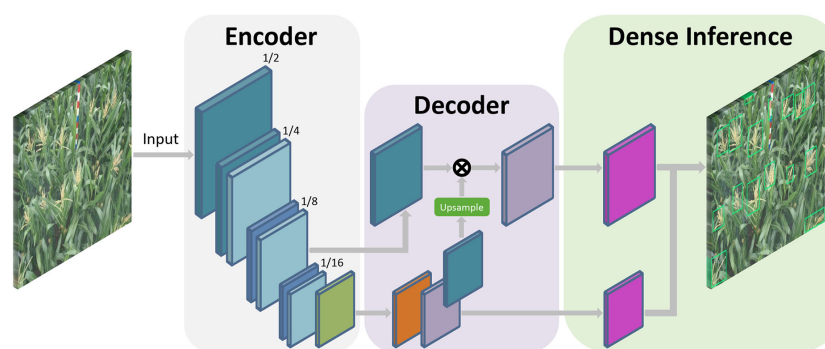 Encoder
Dense Inference
1/2
Decoder
1/4
Input
1/8
Upsample
1/16